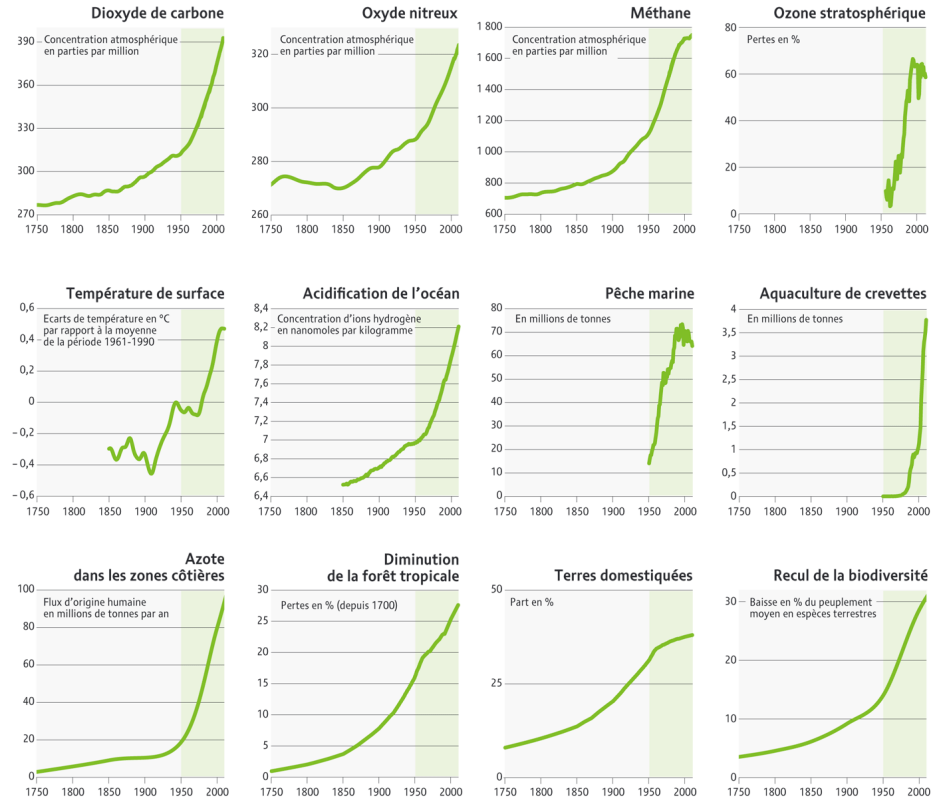 Dioxyde de carbone
Concentration atmosphérique
en parties par million
390
360
330
300
270
1750 1800 1850 1900 1950 2000
Oxyde nitreux
Concentration atmosphérique
en parties par million
320
300
280
260
1750 1800 1850 1900 1950 2000
Méthane
Concentration atmosphérique
en parties par million
1 800
1 600
1 400
1 200
1 000
800
600
1750 1800 1850 1900 1950 2000
Ozone stratosphérique
Pertes en %
80
60
40
20
0
1750 1800 1850 1900 1950 2000
Température de surface
Ecarts de température en °C
par rapport à la moyenne
de la période 1961-1990
0,6
0,4
0,2
0
– 0,2
– 0,4
– 0,6
1750 1800 1850 1900 1950 2000
Acidification de l’océan
Concentration d’ions hydrogène
en nanomoles par kilogramme
8,4
8,2
8
7,8
7,6
7,4
7,2
7
6,8
6,6
6,4
1750 1800 1850 1900 1950 2000
Pêche marine
En millions de tonnes
80
70
60
50
40
30
20
10
0
1750 1800 1850 1900 1950 2000
Aquaculture de crevettes
En millions de tonnes
4
3,5
3
2,5
2
1,5
1
0,5
0
1750 1800 1850 1900 1950 2000
Azote
dans les zones côtières
Flux d’origine humaine
en millions de tonnes par an
100
80
60
40
20
0
1750 1800 1850 1900 1950 2000
Diminution
de la forêt tropicale
Pertes en % (depuis 1700)
30
25
20
15
10
5
0
1750 1800 1850 1900 1950 2000
Terres domestiquées
Part en %
50
25
0
1750 1800 1850 1900 1950 2000
Recul de la biodiversité
Baisse en % du peuplement
moyen en espèces terrestres
30
20
10
0
1750 1800 1850 1900 1950 2000